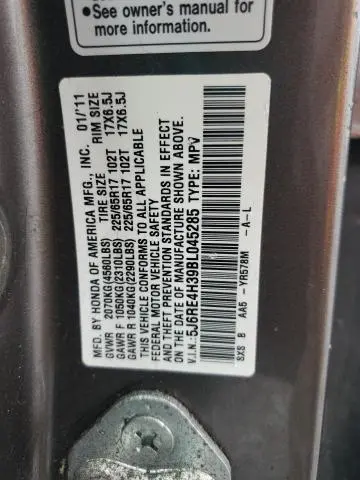 •See owner's manual for
more information.
MFD. BY HONDA OF AMERICA MFG., INC. 01/11
TIRE SIZE RIM SIZE
GVWR 2070KG(4560LBS)
GAWR F 1050KG(2310LBS) 225/65R17 102T 17X6.5J
GAWR R 1040KG(2290LBS) 225/65R17 102T 17X6.5J
THIS VEHICLE CONFORMS TO ALL APPLICABLE
FEDERAL MOTOR VEHICLE SAFETY
AND THEFT PREVENTION STANDARDS IN EFFECT
ON THE DATE OF MANUFACTURE SHOWN ABOVE.
V.I.N.: 5J6RE4H39BL045285 TYPE: MPV
SXS B AA5 -YR578M -A-L